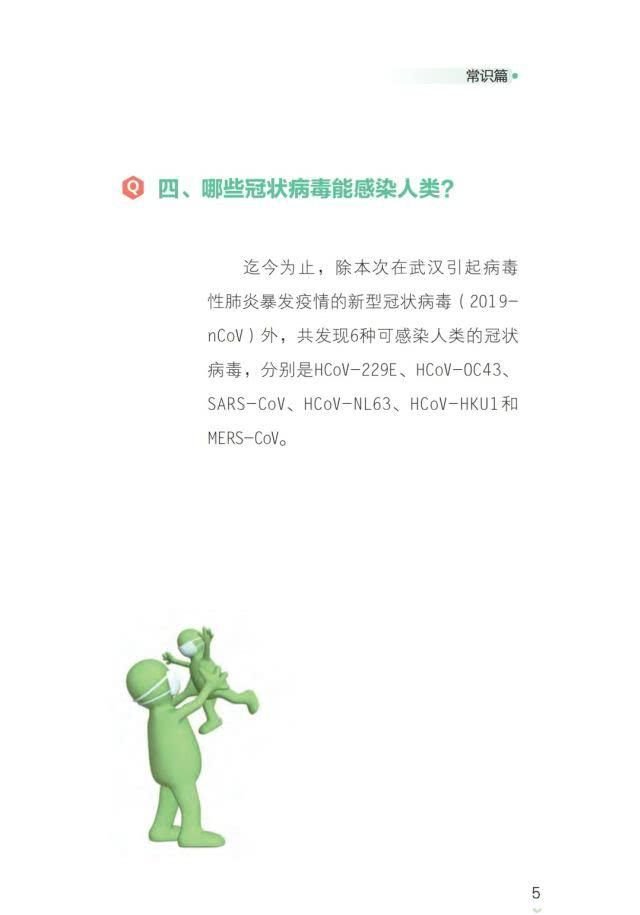 常识篇
Q 四、哪些冠状病毒能感染人类？
迄今为止，除本次在武汉引起病毒
性肺炎暴发疫情的新型冠状病毒（2019-
nCoV）外，共发现6种可感染人类的冠状
病毒，分别是HCoV-229E、HCoV-OC43、
SARS-CoV、HCoV-NL63、HCoV-HKU1和
MERS-CoV。
5